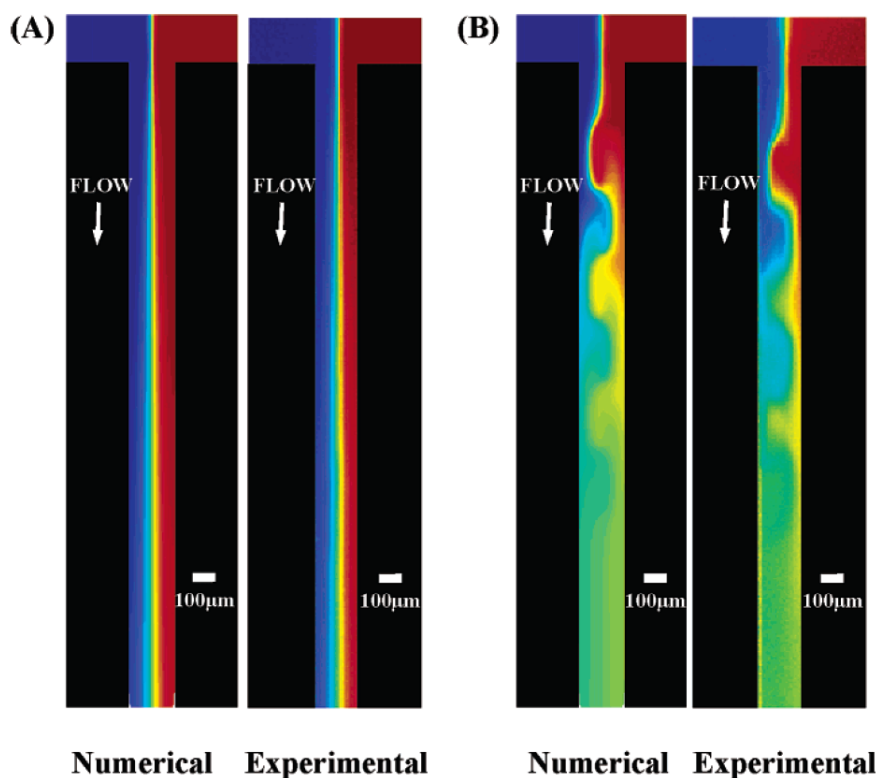 (A)
(B)
FLOW
FLOW
FLOW
FLOW
100μm
100μm
100μm
100μm
Numerical
Experimental
Numerical
Experimental